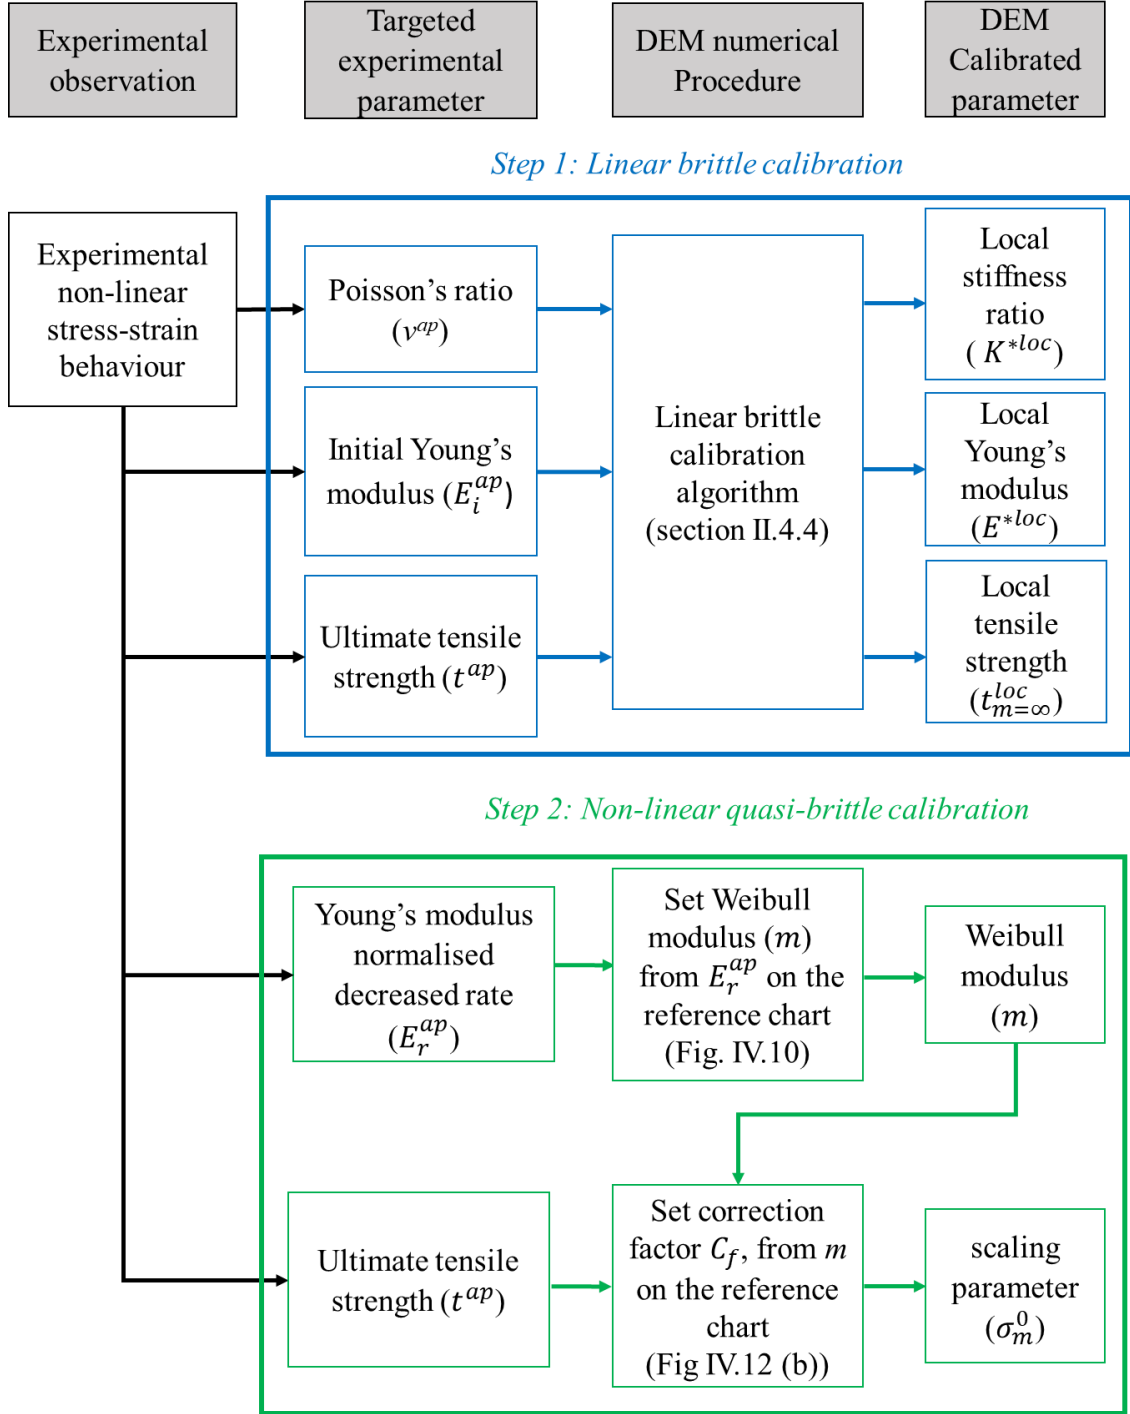 Experimental
observation
Targeted
experimental
parameter
DEM numerical
Procedure
DEM
Calibrated
parameter
Step 1: Linear brittle calibration
Experimental
non-linear
stress-strain
behaviour
Poisson’s ratio
(v^{ap})
Initial Young’s
modulus (E_i^{ap})
Ultimate tensile
strength (t^{ap})
Linear brittle
calibration
algorithm
(section II.4.4)
Local
stiffness
ratio
( K^{*loc})
Local
Young’s
modulus
(E^{*loc})
Local
tensile
strength
(t_{m=∞}^{loc})
Step 2: Non-linear quasi-brittle calibration
Young’s modulus
normalised
decreased rate
(E_r^{ap})
Set Weibull
modulus (m)
from E_r^{ap} on the
reference chart
(Fig. IV.10)
Weibull
modulus
(m)
Ultimate tensile
strength (t^{ap})
Set correction
factor C_f, from m
on the reference
chart
(Fig IV.12 (b))
scaling
parameter
(σ_m^0)